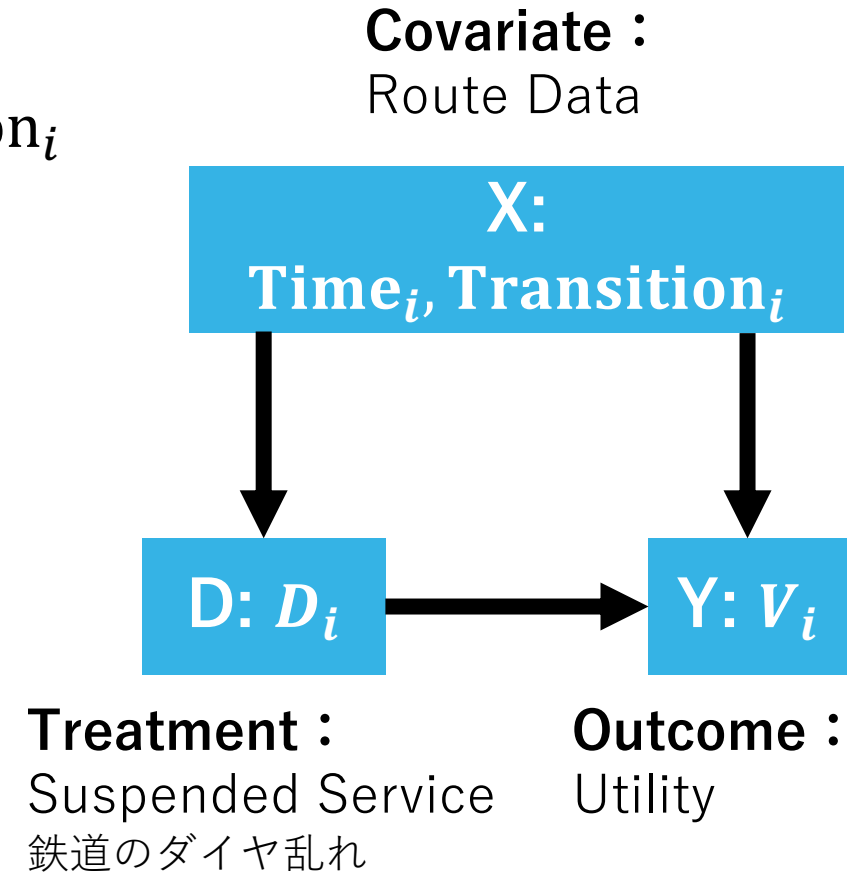 Covariate：
Route Data
on_i
X:
Time_i, Transition_i
D: D_i
Y: V_i
Treatment：
Suspended Service
鉄道のダイヤ乱れ
Outcome：
Utility